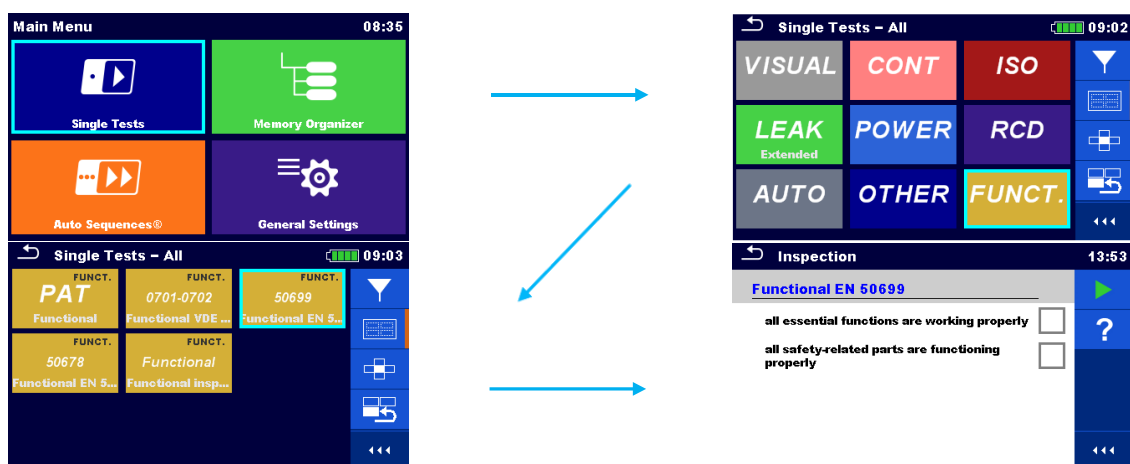 Main Menu 08:35
Single Tests
Memory Organizer
Auto Sequences®
General Settings
Single Tests – All 09:02
VISUAL CONT ISO
LEAK POWER RCD
Extended
AUTO OTHER FUNCT.
Single Tests – All 09:03
FUNCT. FUNCT. FUNCT.
PAT 0701-0702 50699
Functional Functional VDE ... Functional EN 5...
FUNCT. FUNCT.
50678 Functional
Functional EN 5... Functional insp...
Inspection 13:53
Functional EN 50699
all essential functions are working properly
all safety-related parts are functioning
properly
?